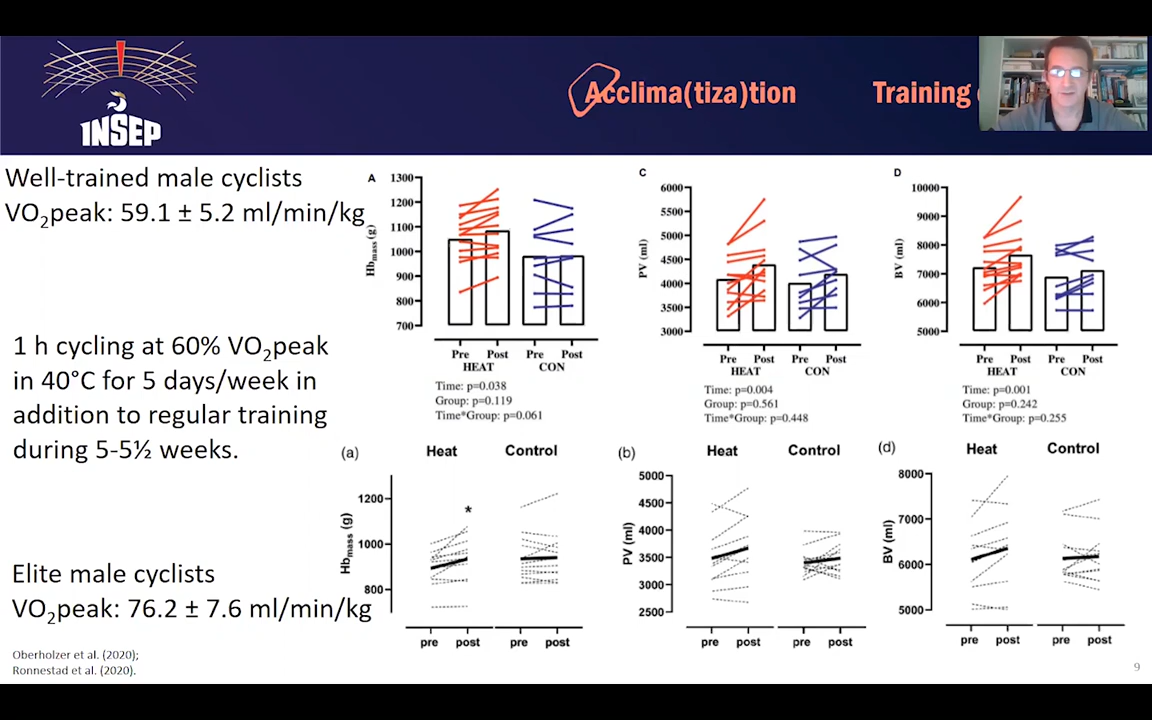 INSEP
Acclima(tiza)tion
Training
Well-trained male cyclists
VO2peak: 59.1 ± 5.2 ml/min/kg
1 h cycling at 60% VO2peak
in 40°C for 5 days/week in
addition to regular training
during 5-5½ weeks.
Elite male cyclists
VO2peak: 76.2 ± 7.6 ml/min/kg
Oberholzer et al. (2020);
Ronnestad et al. (2020).
A
Hbmass (g)
1300
1200
1100
1000
900
800
700
Pre Post Pre Post
HEAT CON
Time: p=0.038
Group: p=0.119
Time*Group: p=0.061
C
PV (ml)
6000
5500
5000
4500
4000
3500
3000
Pre Post Pre Post
HEAT CON
Time: p=0.004
Group: p=0.561
Time*Group: p=0.448
D
BV (ml)
10000
9000
8000
7000
6000
5000
Pre Post Pre Post
HEAT CON
Time: p=0.001
Group: p=0.242
Time*Group: p=0.255
(a)
Heat Control
Hbmass (g)
1200
1000
800
*
pre post pre post
(b)
Heat Control
PV (ml)
5000
4500
4000
3500
3000
2500
pre post pre post
(d)
Heat Control
BV (ml)
8000
7000
6000
5000
pre post pre post
9